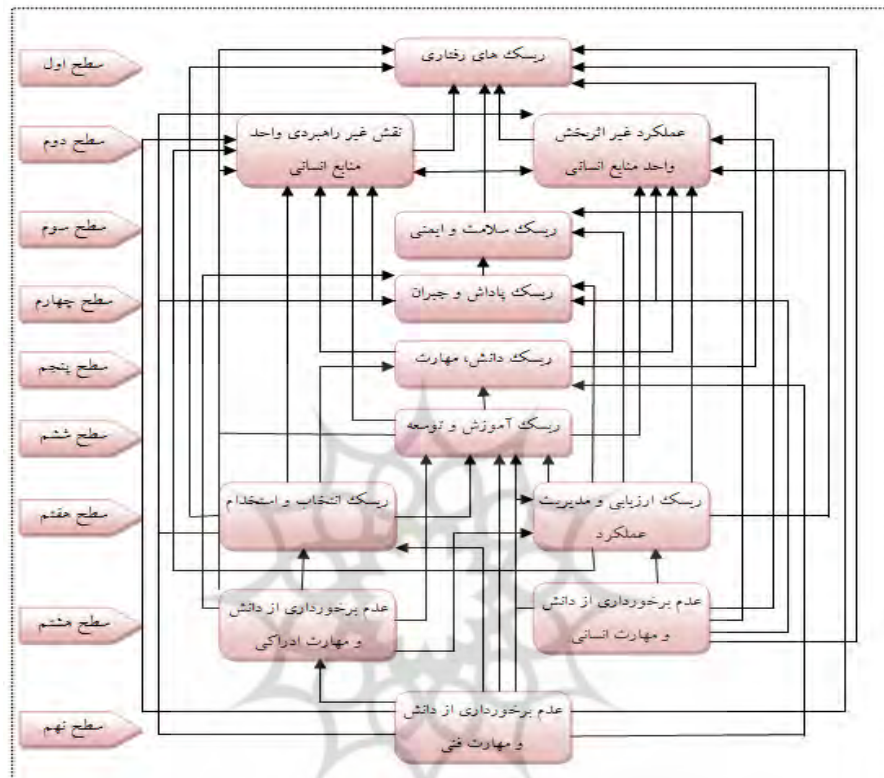 سطح اول
ریسک های رفتاری
سطح دوم
عملکرد غیر اثربخش
واحد منابع انسانی
نقش غیر راهبردی واحد
منابع انسانی
سطح سوم
ریسک سلامت و ایمنی
سطح چهارم
ریسک پاداش و جبران
سطح پنجم
ریسک دانش، مهارت
سطح ششم
ریسک آموزش و توسعه
سطح هفتم
ریسک ارزیابی و مدیریت
عملکرد
ریسک انتخاب و استخدام
سطح هشتم
عدم برخورداری از دانش
و مهارت انسانی
عدم برخورداری از دانش
و مهارت ادراکی
سطح نهم
عدم برخورداری از دانش
و مهارت فنی